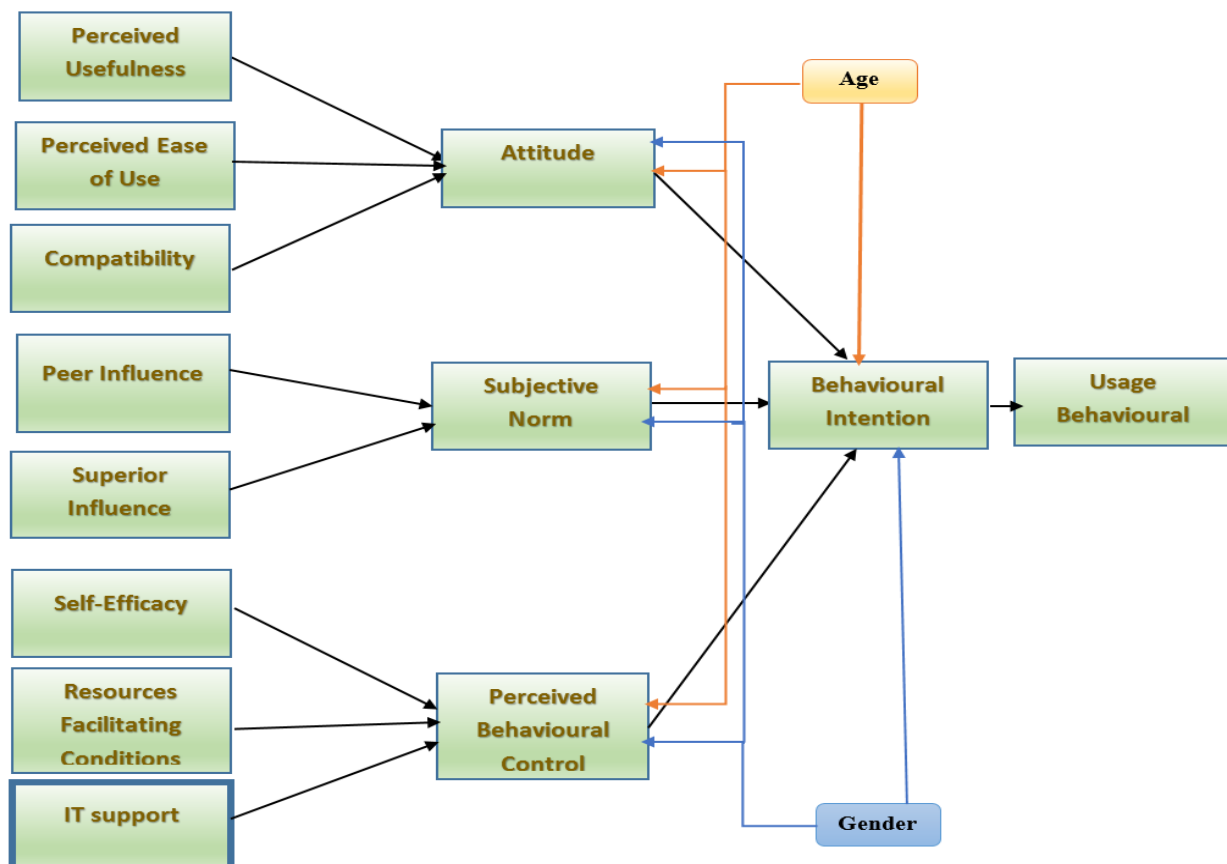 Perceived
Usefulness
Age
Perceived Ease
of Use
Attitude
Compatibility
Peer Influence
Subjective
Norm
Behavioural
Intention
Usage
Behavioural
Superior
Influence
Self-Efficacy
Resources
Facilitating
Conditions
Perceived
Behavioural
Control
IT support
Gender